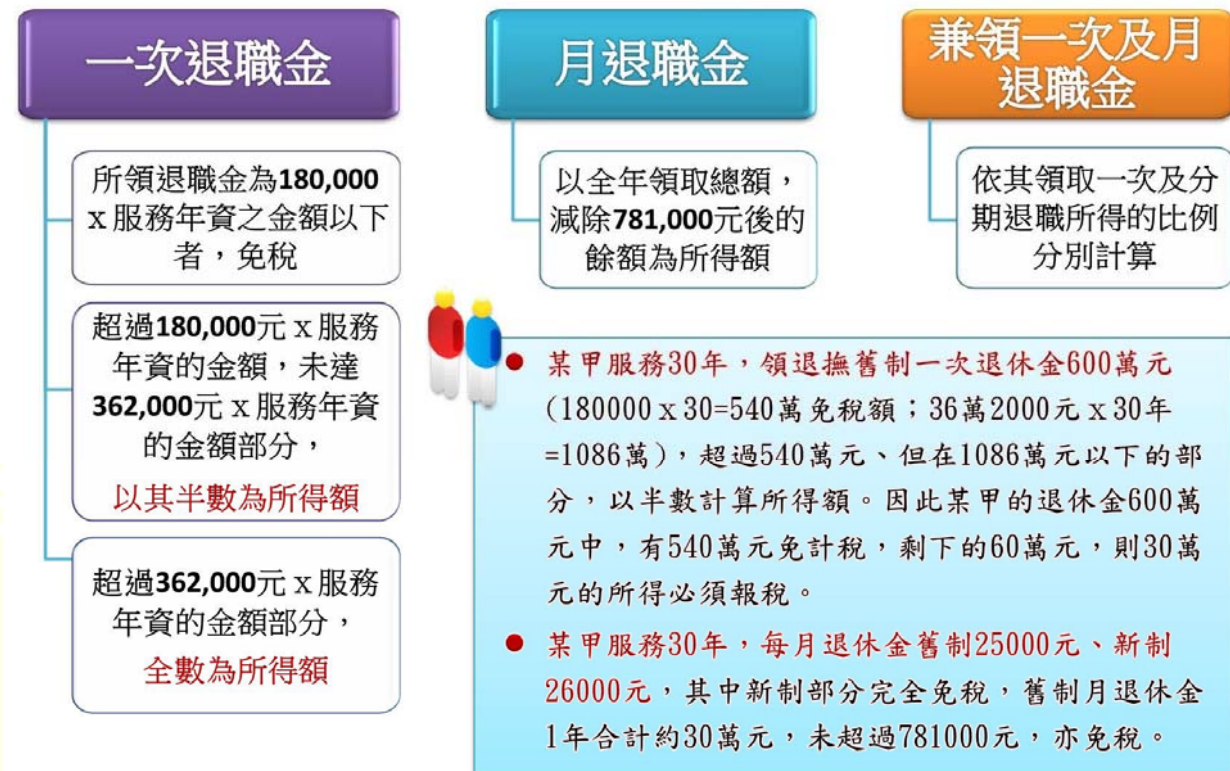 一次退職金
所領退職金為180,000
x服務年資之金額以下
者，免稅
超過180,000元x服務
年資的金額，未達
362,000元x服務年資
的金額部分，
以其半數為所得額
超過362,000元x服務
年資的金額部分，
全數為所得額
月退職金
以全年領取總額，
減除781,000元後的
餘額為所得額
兼領一次及月
退職金
依其領取一次及分
期退職所得的比例
分別計算
● 某甲服務30年，領退撫舊制一次退休金600萬元
(180000x30=540萬免稅額；36萬2000元x30年
=1086萬)，超過540萬元、但在1086萬元以下的部
分，以半數計算所得額。因此某甲的退休金600萬
元中，有540萬元免計稅，剩下的60萬元，則30萬
元的所得必須報稅。
● 某甲服務30年，每月退休金舊制25000元、新制
26000元，其中新制部分完全免稅，舊制月退休金
1年合計約30萬元，未超過781000元，亦免稅。